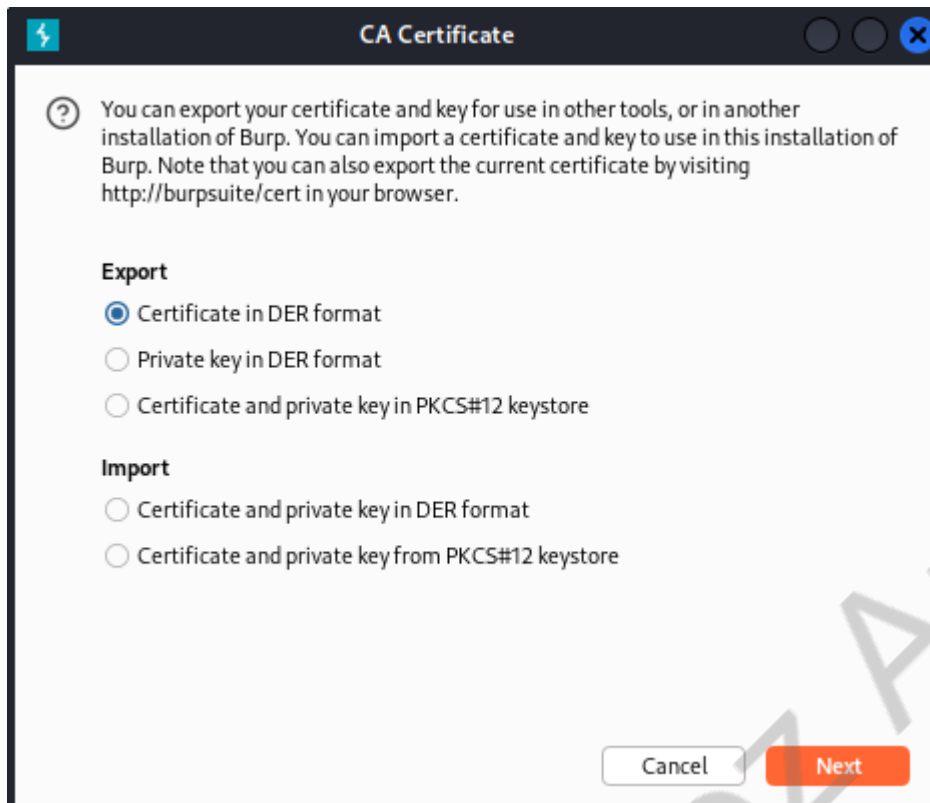 CA Certificate
You can export your certificate and key for use in other tools, or in another
installation of Burp. You can import a certificate and key to use in this installation of
Burp. Note that you can also export the current certificate by visiting
http://burpsuite/cert in your browser.
Export
Certificate in DER format
Private key in DER format
Certificate and private key in PKCS#12 keystore
Import
Certificate and private key in DER format
Certificate and private key from PKCS#12 keystore
Cancel
Next